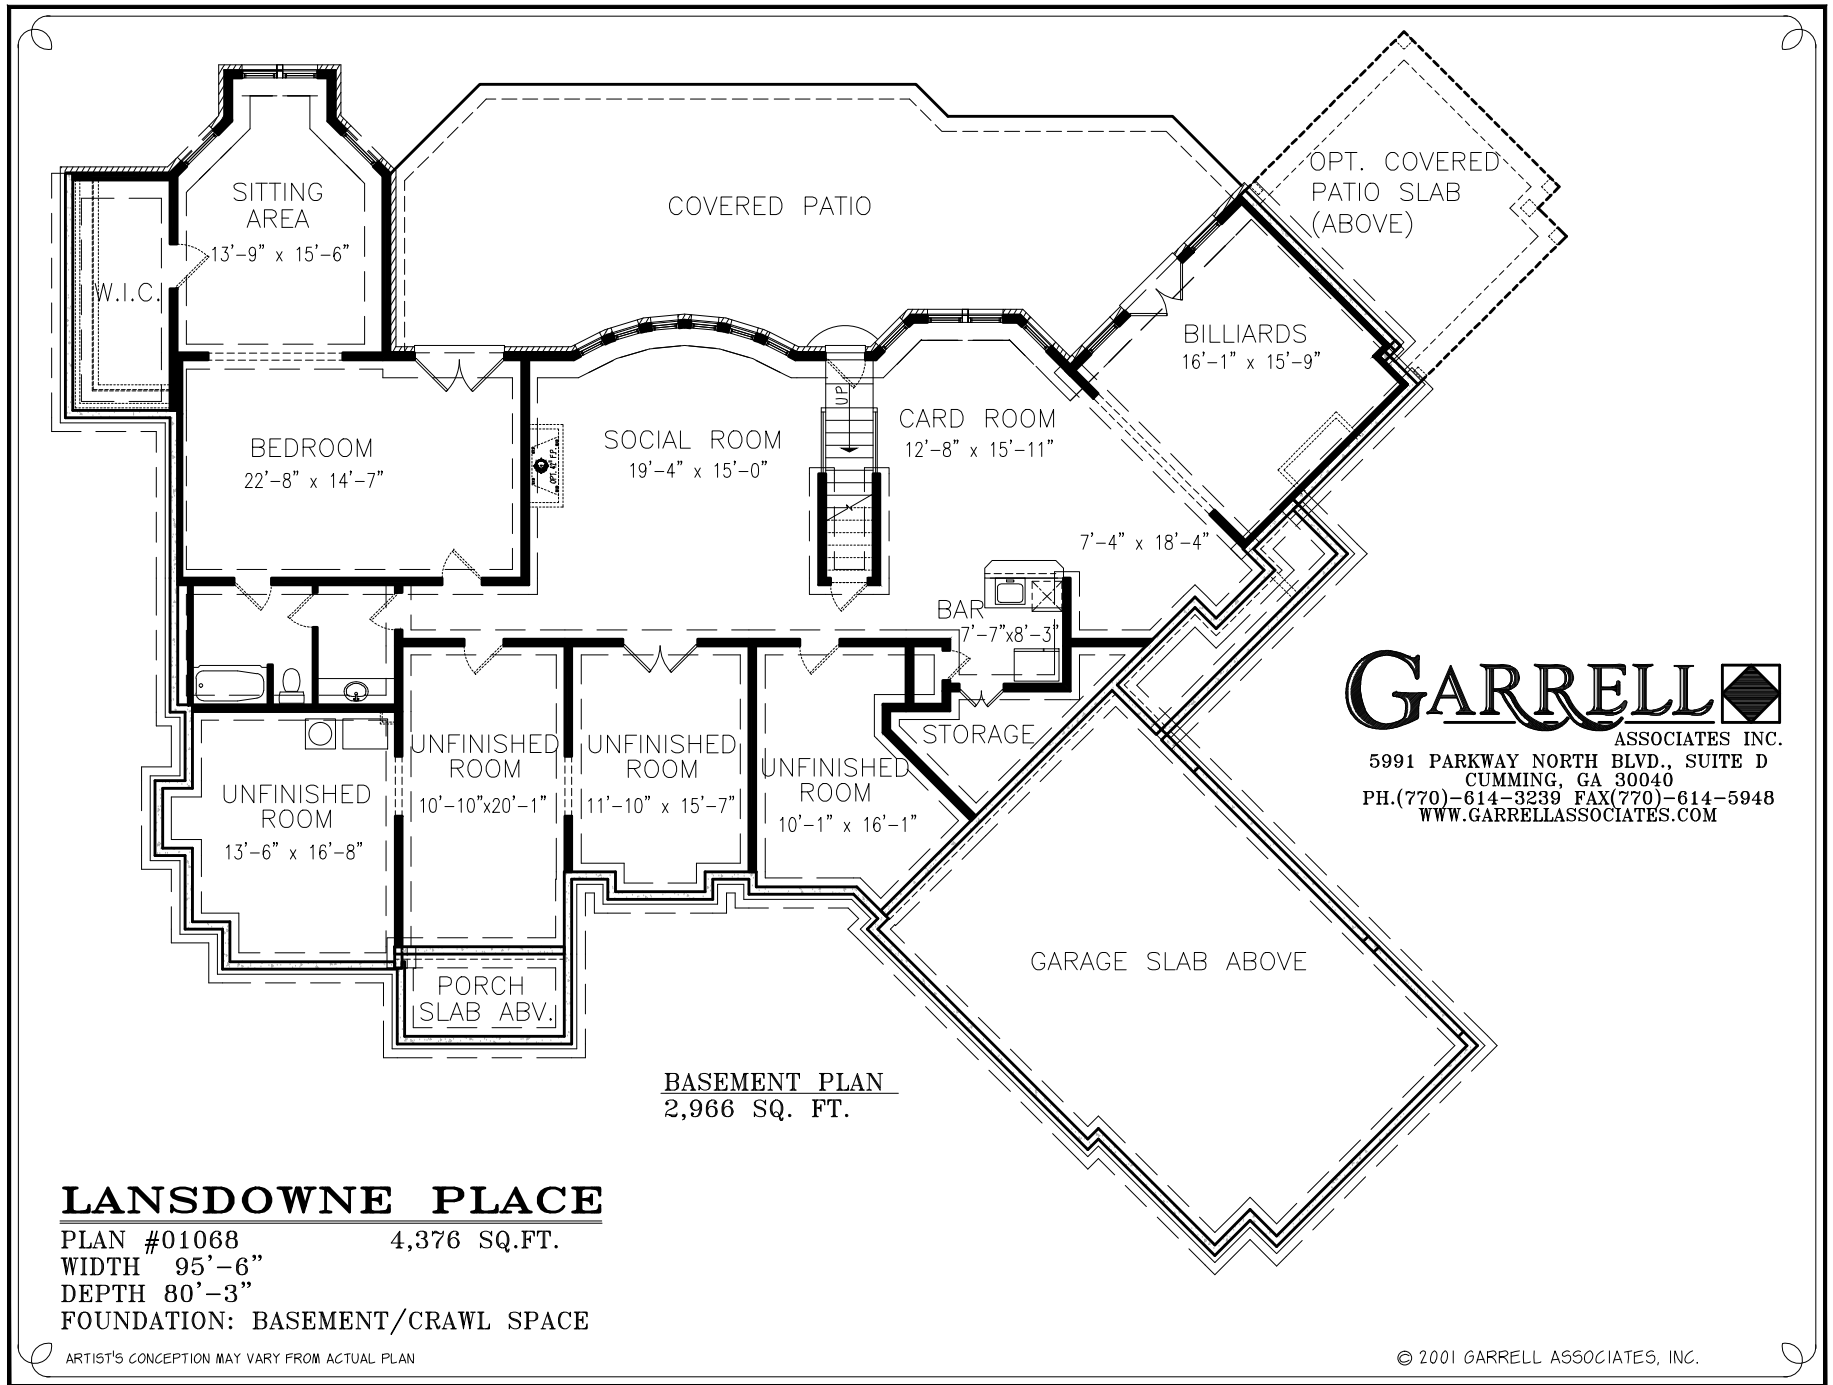 SITTING
AREA
13'-9" x 15'-6"
W.I.C.
COVERED PATIO
OPT. COVERED
PATIO SLAB
(ABOVE)
BILLIARDS
16'-1" x 15'-9"
BEDROOM
22'-8" x 14'-7"
OPT. 42" F.P.
SOCIAL ROOM
19'-4" x 15'-0"
UP
CARD ROOM
12'-8" x 15'-11"
7'-4" x 18'-4"
BAR
7'-7"x8'-3"
UNFINISHED
ROOM
13'-6" x 16'-8"
UNFINISHED
ROOM
10'-10"x20'-1"
UNFINISHED
ROOM
11'-10" x 15'-7"
UNFINISHED
ROOM
10'-1" x 16'-1"
STORAGE
PORCH
SLAB ABV.
GARAGE SLAB ABOVE
GARRELL
ASSOCIATES INC.
5991 PARKWAY NORTH BLVD., SUITE D
CUMMING, GA 30040
PH.(770)-614-3239 FAX(770)-614-5948
WWW.GARRELLASSOCIATES.COM
BASEMENT PLAN
2,966 SQ. FT.
LANSDOWNE PLACE
PLAN #01068 4,376 SQ.FT.
WIDTH 95'-6"
DEPTH 80'-3"
FOUNDATION: BASEMENT/CRAWL SPACE
ARTIST'S CONCEPTION MAY VARY FROM ACTUAL PLAN
© 2001 GARRELL ASSOCIATES, INC.